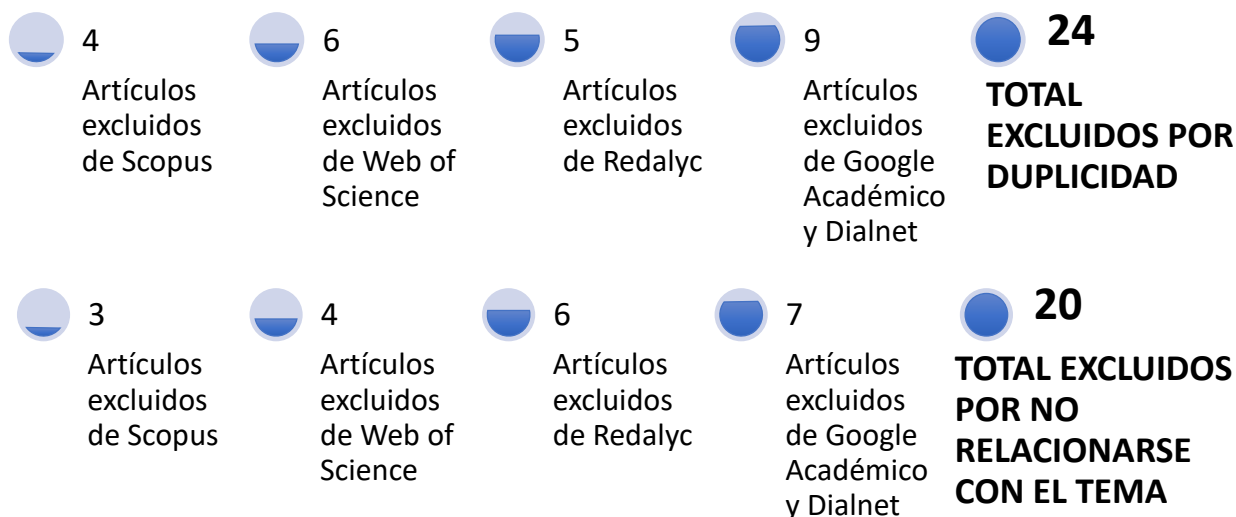 4
Artículos
excluidos
de Scopus
6
Artículos
excluidos
de Web of
Science
5
Artículos
excluidos
de Redalyc
9
Artículos
excluidos
de Google
Académico
y Dialnet
24
TOTAL
EXCLUIDOS POR
DUPLICIDAD
3
Artículos
excluidos
de Scopus
4
Artículos
excluidos
de Web of
Science
6
Artículos
excluidos
de Redalyc
7
Artículos
excluidos
de Google
Académico
y Dialnet
20
TOTAL EXCLUIDOS
POR NO
RELACIONARSE
CON EL TEMA